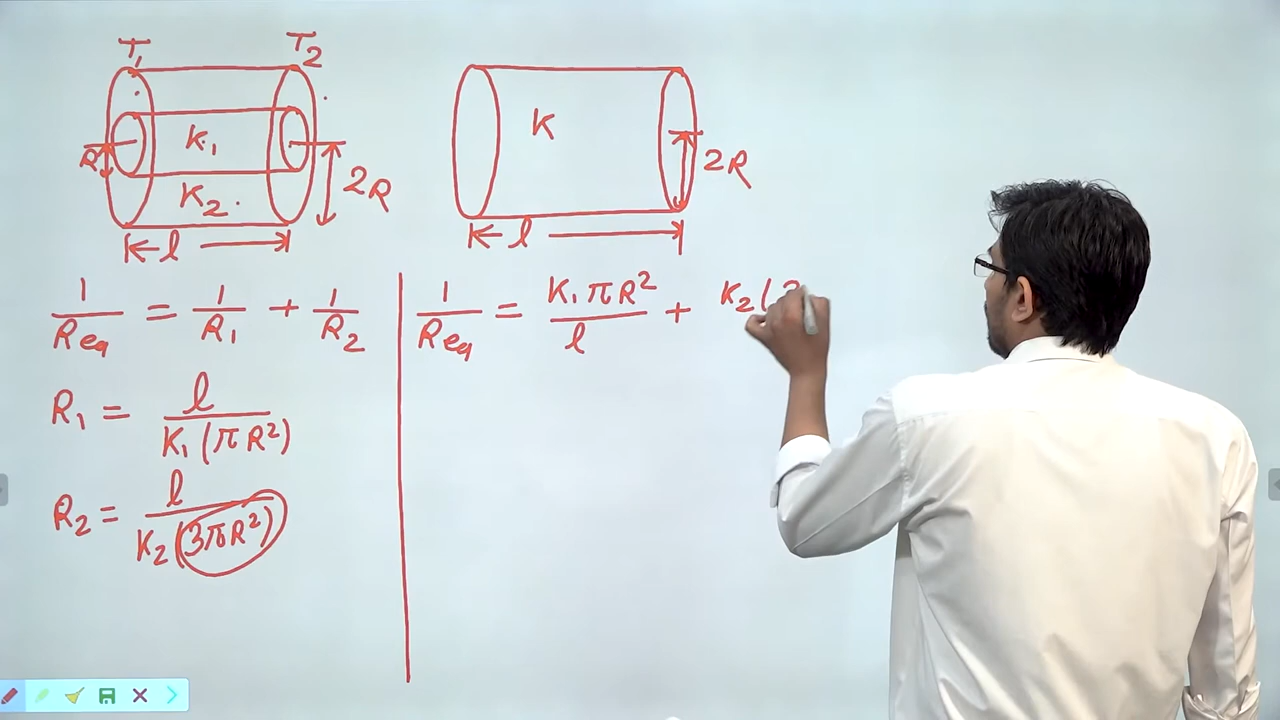 T₁ T₂
K₁
R
K₂
2R
l
K
2R
l
1/Req = 1/R₁ + 1/R₂
R₁ = l/K₁(πR²)
R₂ = l/K₂(3πR²)
1/Req = K₁πR²/l + K₂(